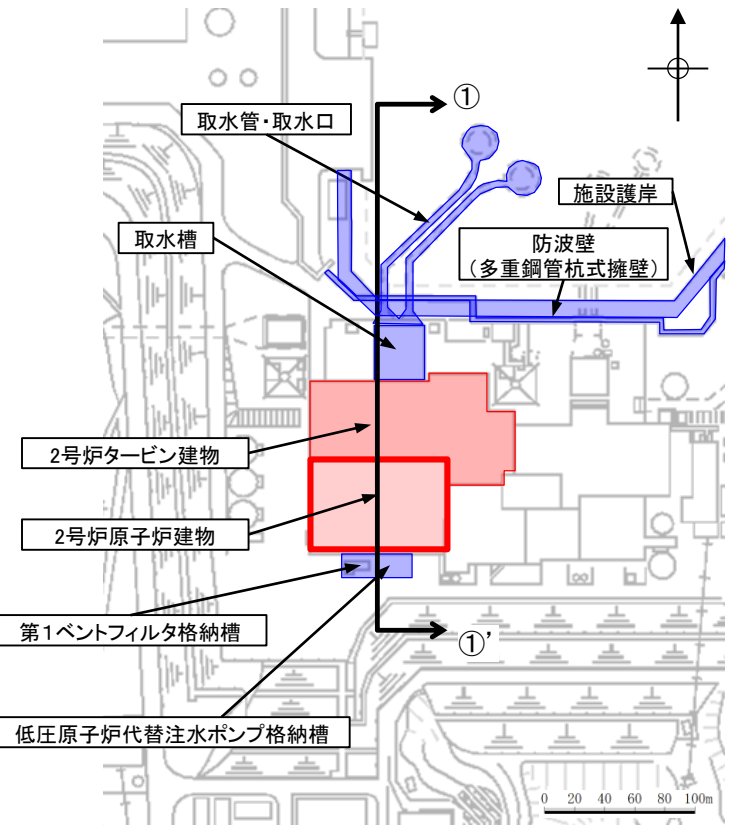 ①
取水管・取水口
施設護岸
取水槽
防波壁
（多重鋼管杭式擁壁）
2号炉タービン建物
2号炉原子炉建物
第1ベントフィルタ格納槽
①’
低圧原子炉代替注水ポンプ格納槽
0 20 40 60 80 100m